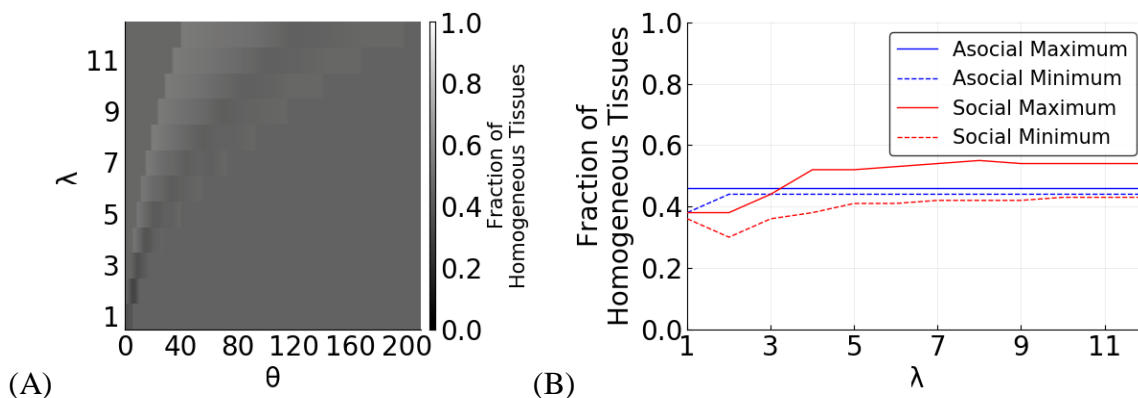 1.0
0.8
0.6
0.4
0.2
0.0
11
9
7
5
3
1
λ
0 40 80 120 160 200
θ
Fraction of
Homogeneous Tissues
(A)
Fraction of
Homogeneous Tissues
1.0
0.8
0.6
0.4
0.2
0.0
1 3 5 7 9 11
λ
Asocial Maximum
Asocial Minimum
Social Maximum
Social Minimum
(B)